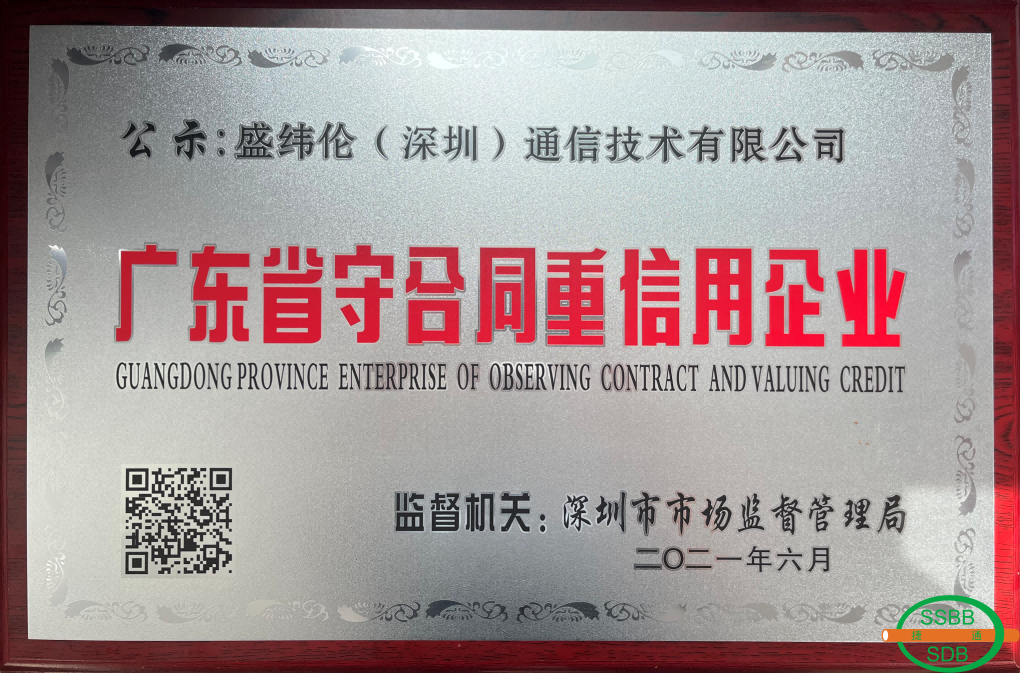 公示:盛纬伦（深圳）通信技术有限公司
广东省守合同重信用企业
GUANGDONG PROVINCE ENTERPRISE OF OBSERVING CONTRACT AND VALUING CREDIT
监督机关:深圳市市场监督管理局
二〇二一年六月
SSBB
捷 通
SDB